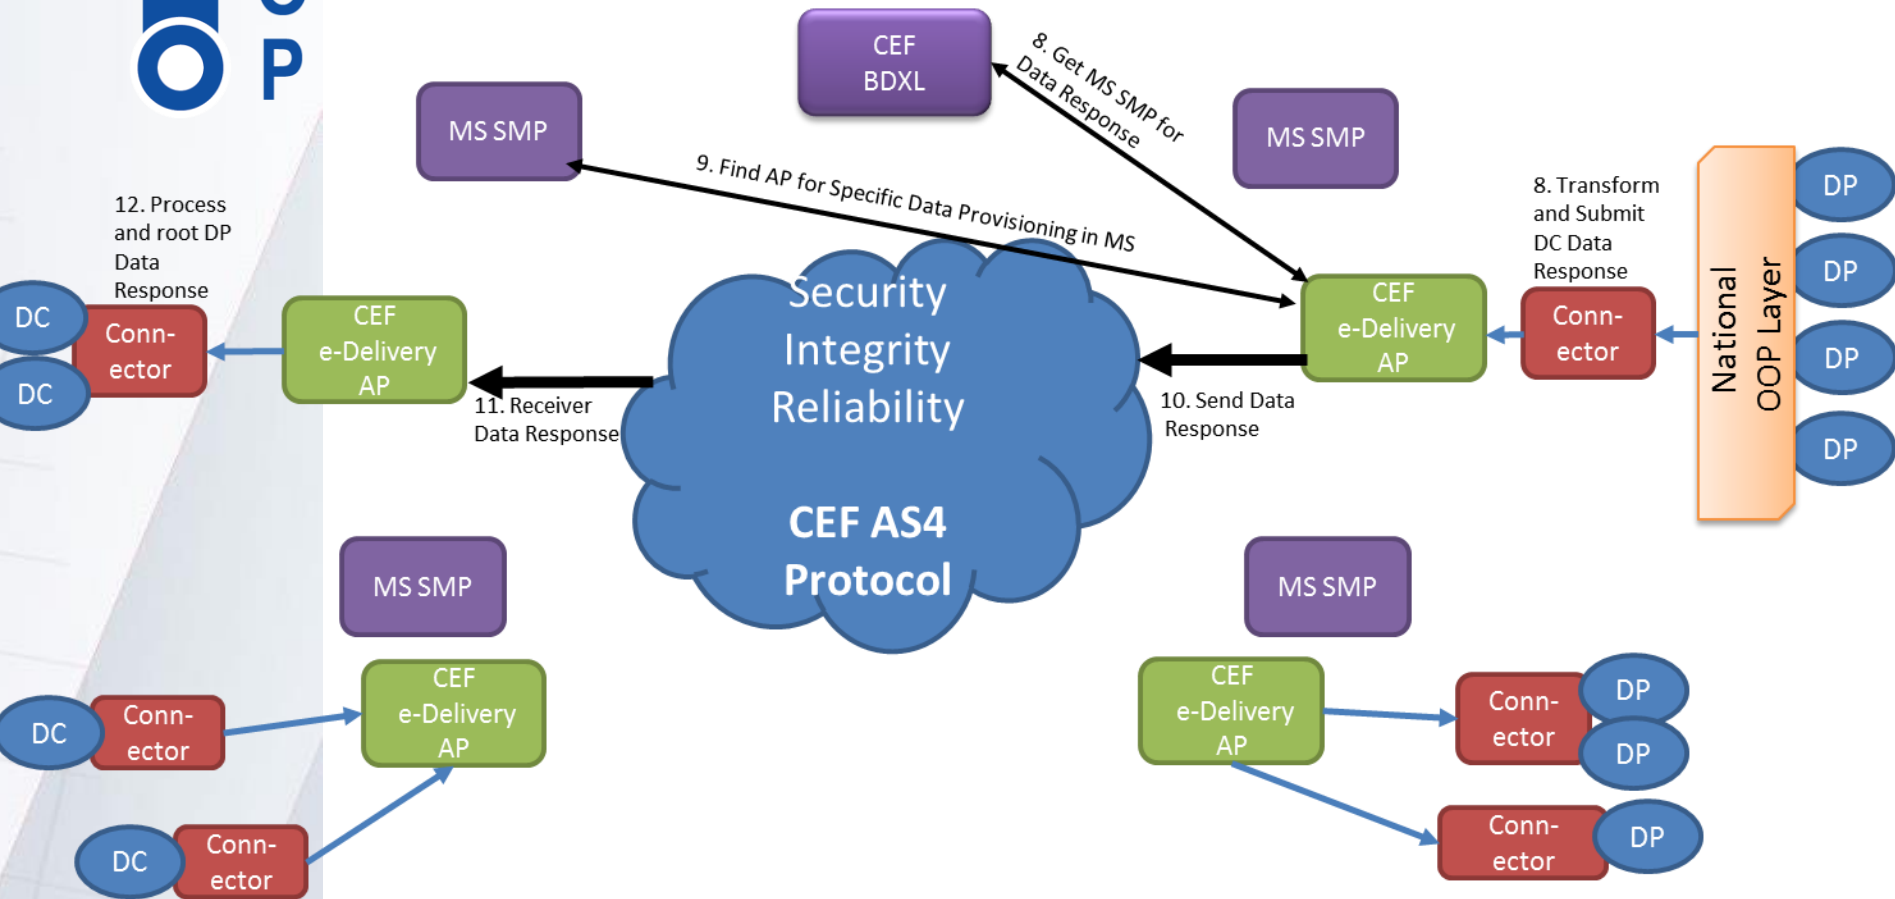 P
CEF
BDXL
8. Get MS SMP for
Data Response
MS SMP
MS SMP
9. Find AP for Specific Data Provisioning in MS
12. Process
and root DP
Data
Response
8. Transform
and Submit
DC Data
Response
DC
DC
Conn-
ector
CEF
e-Delivery
AP
11. Receiver
Data Response
Security
Integrity
Reliability
CEF AS4
Protocol
10. Send Data
Response
CEF
e-Delivery
AP
Conn-
ector
National
OOP Layer
DP
DP
DP
DP
MS SMP
MS SMP
DC
Conn-
ector
CEF
e-Delivery
AP
DC
Conn-
ector
CEF
e-Delivery
AP
Conn-
ector
DP
DP
Conn-
ector
DP